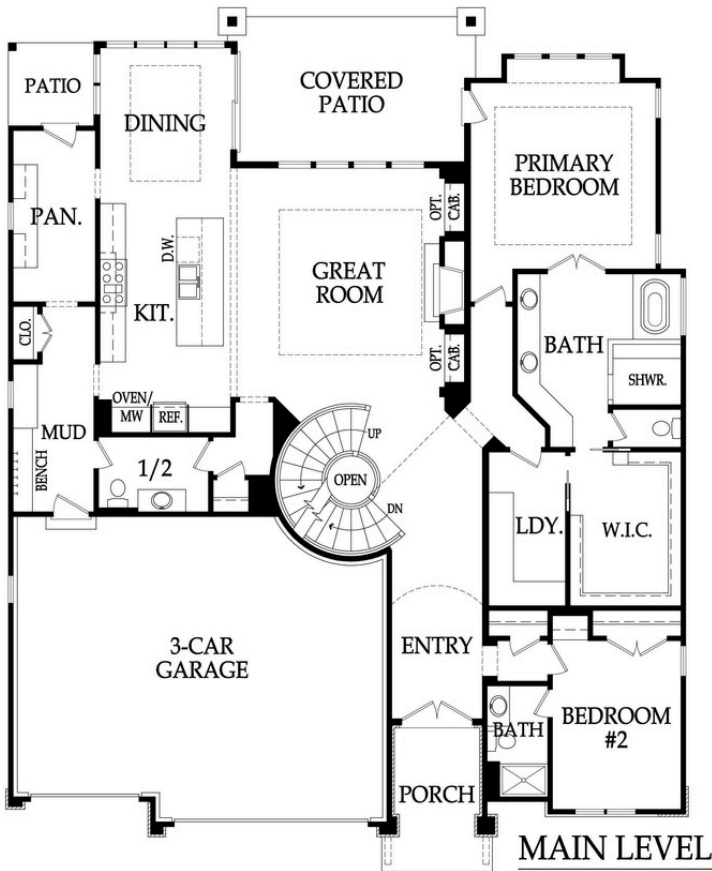 COVERED
PATIO
PATIO
DINING
PRIMARY
BEDROOM
PAN.
D.W.
OPT.
CAB.
GREAT
ROOM
KIT.
CLO.
BATH
OPT.
CAB.
SHWR.
OVEN/
MW
REF.
MUD
UP
BENCH
1/2
OPEN
DN
LDY.
W.I.C.
3-CAR
GARAGE
ENTRY
BATH
BEDROOM
#2
PORCH
MAIN LEVEL